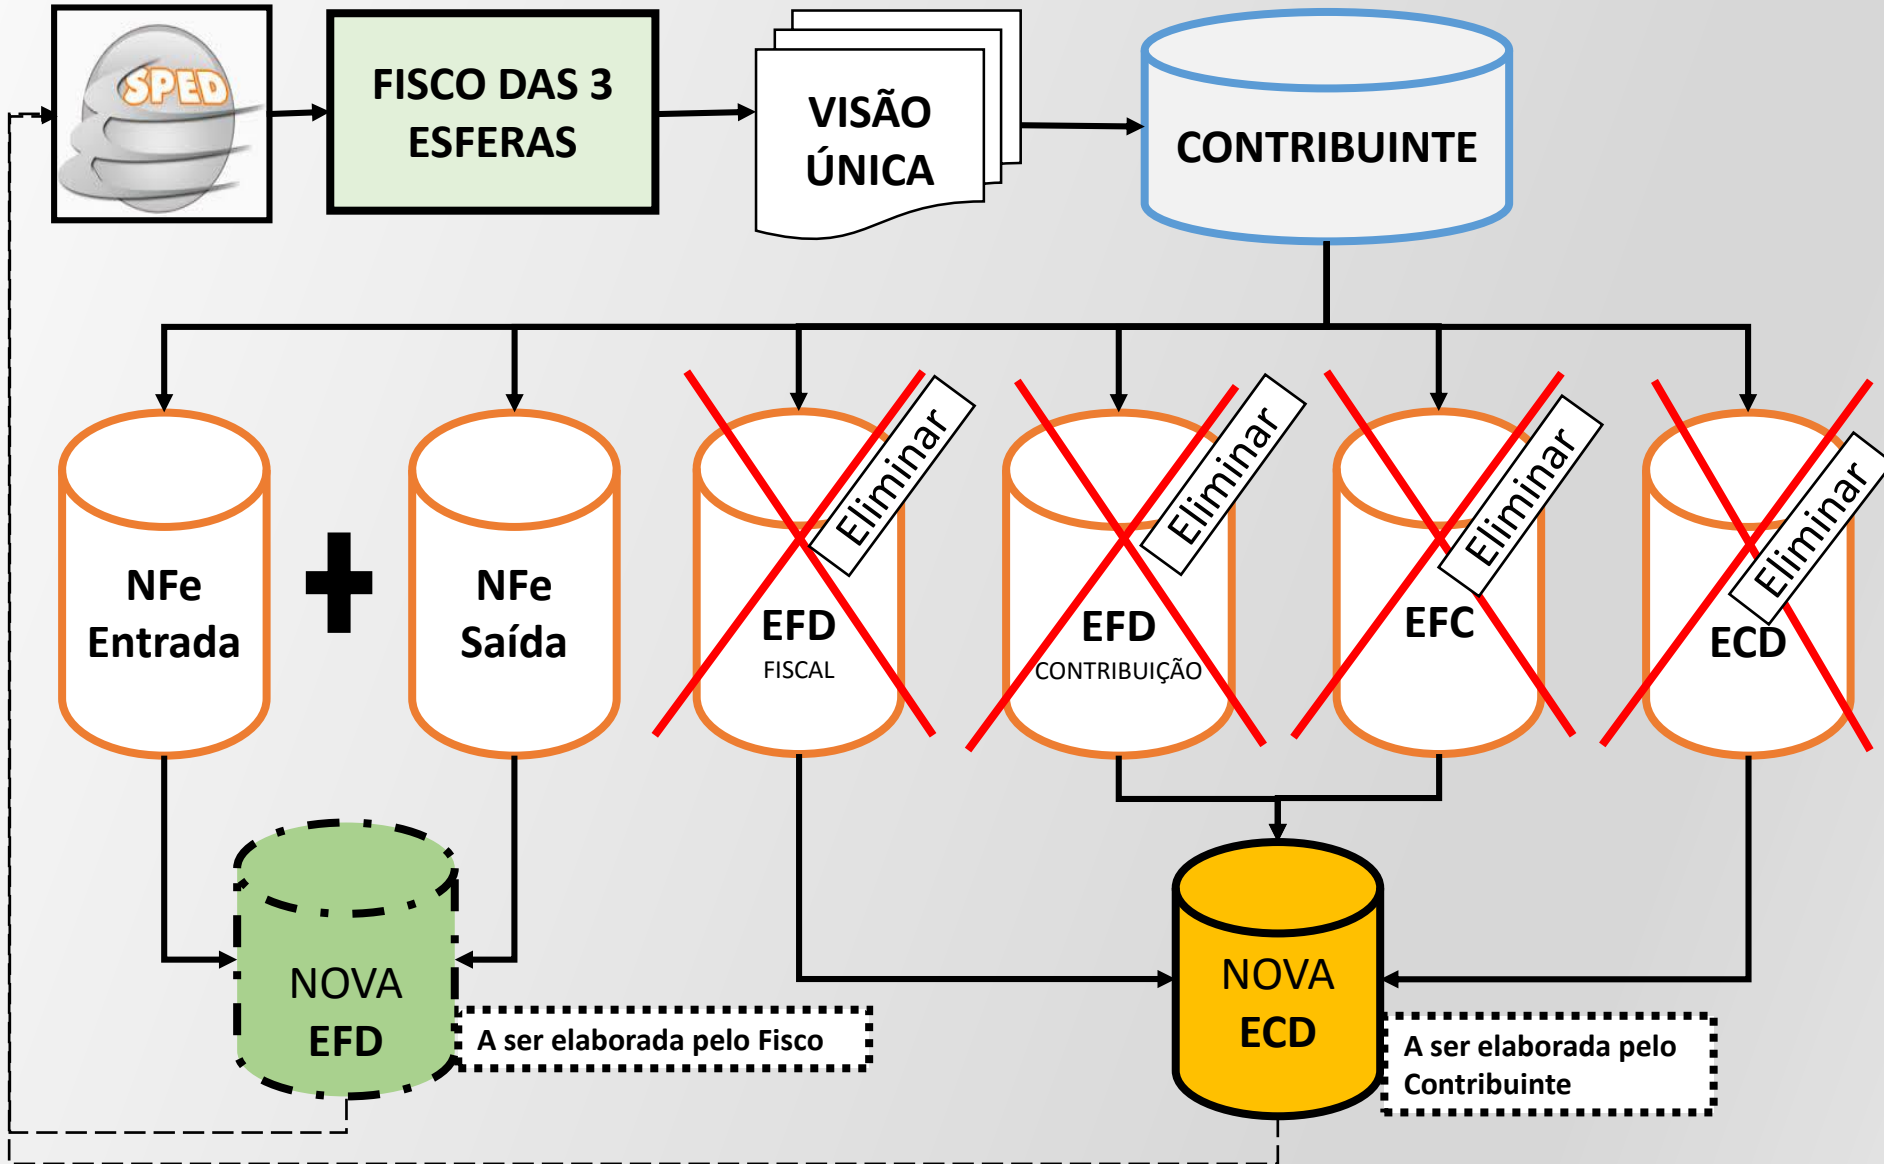 SPED
FISCO DAS 3
ESFERAS
VISÃO
ÚNICA
CONTRIBUINTE
NFe
Entrada
NFe
Saída
Eliminar
EFD
FISCAL
Eliminar
EFD
CONTRIBUIÇÃO
Eliminar
EFC
Eliminar
ECD
NOVA
EFD
A ser elaborada pelo Fisco
NOVA
ECD
A ser elaborada pelo
Contribuinte